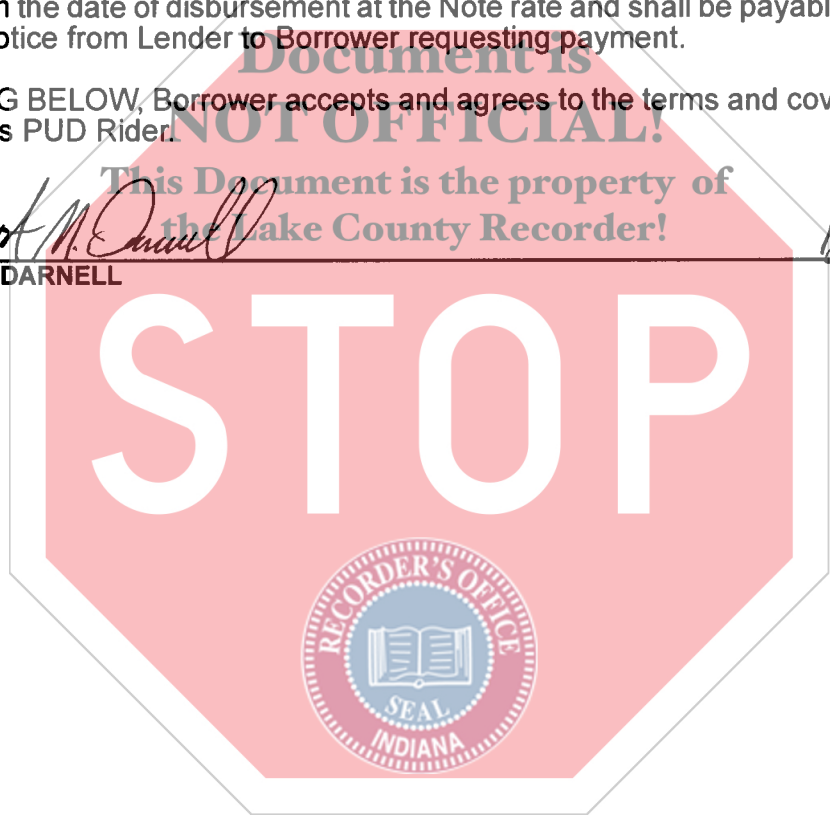 the date of disbursement at the Note rate and shall be payabl
otice from Lender to Borrower requesting payment.
Document is
G BELOW, Borrower accepts and agrees to the terms and cov
s PUD Rider.
NOT OFFICIAL!
This Document is the property of
the Lake County Recorder!
M. Darnell
DARNELL
STOP
RECORDER'S OFFICE
SEAL
INDIANA